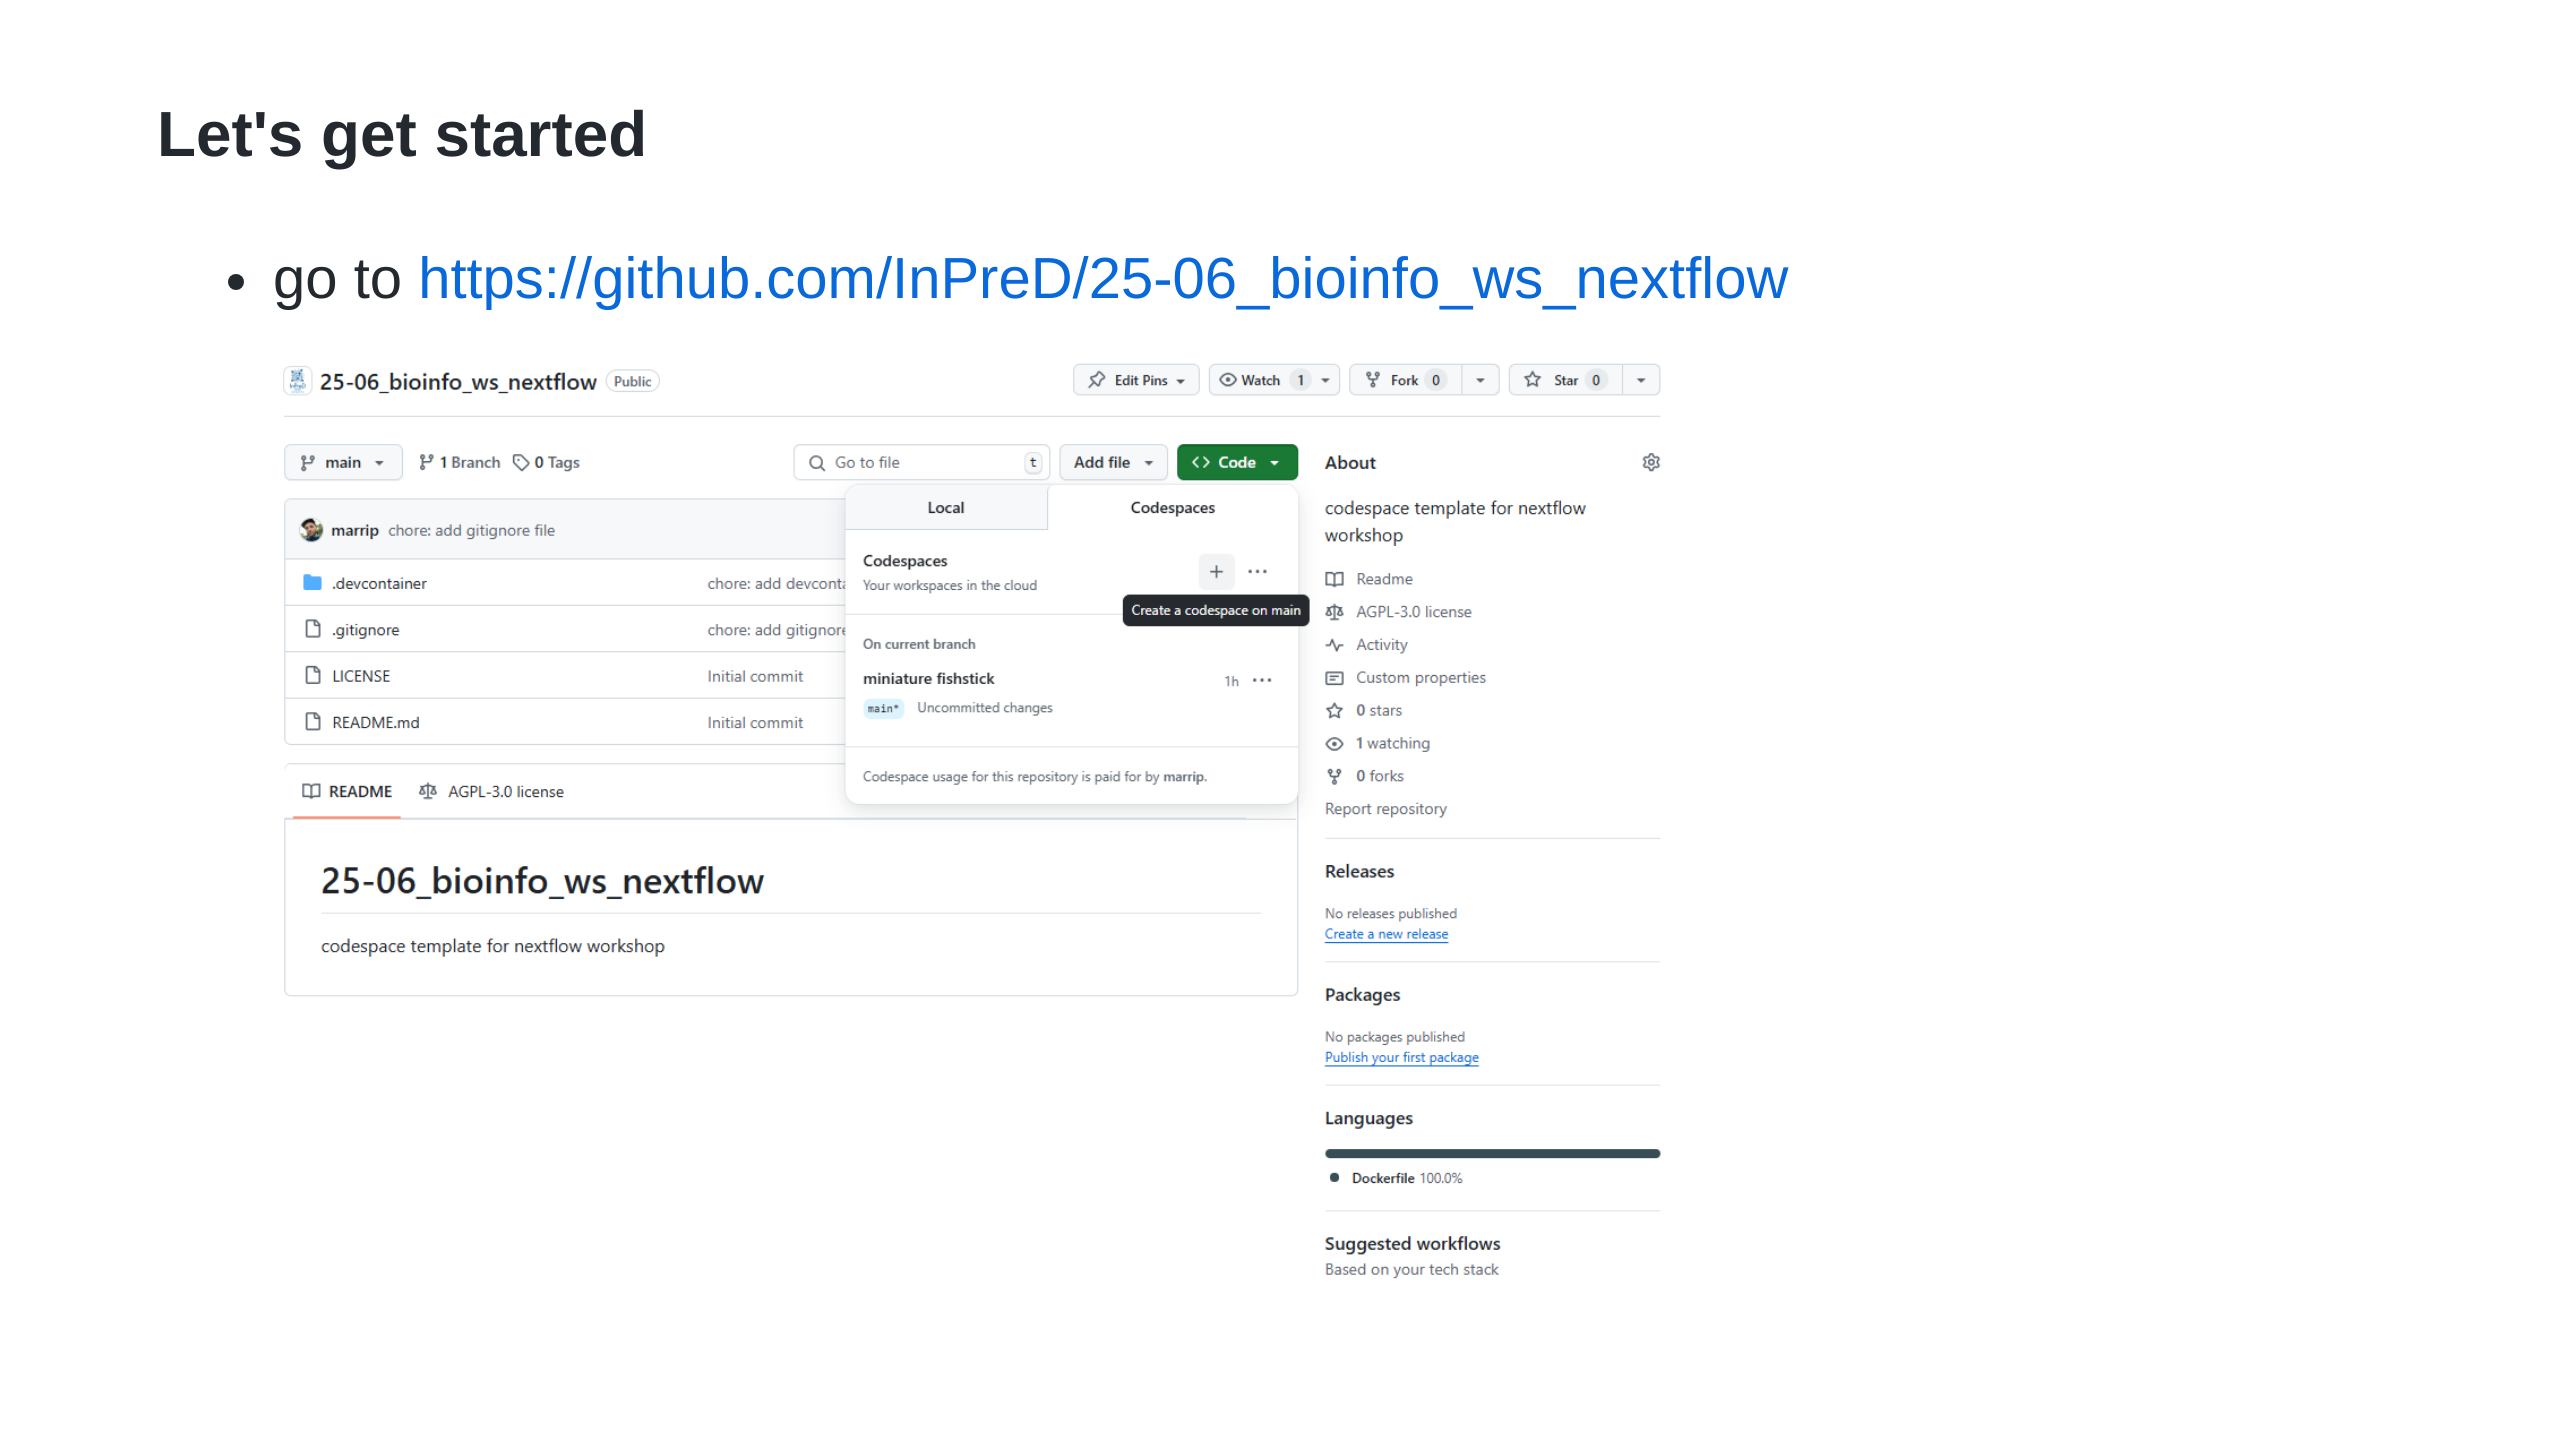 Let's get started
• go to https://github.com/InPreD/25-06_bioinfo_ws_nextflow
25-06_bioinfo_ws_nextflow Public
Edit Pins Watch 1 Fork 0 Star 0
main 1 Branch 0 Tags Go to file t Add file Code
Local Codespaces
marrip chore: add gitignore file
.devcontainer chore: add devconta
.gitignore chore: add gitignore
LICENSE Initial commit
README.md Initial commit
Codespaces
Your workspaces in the cloud
Create a codespace on main
On current branch
miniature fishstick 1h
main* Uncommitted changes
Codespace usage for this repository is paid for by marrip.
README AGPL-3.0 license
25-06_bioinfo_ws_nextflow
codespace template for nextflow workshop
About
codespace template for nextflow
workshop
Readme
AGPL-3.0 license
Activity
Custom properties
0 stars
1 watching
0 forks
Report repository
Releases
No releases published
Create a new release
Packages
No packages published
Publish your first package
Languages
Dockerfile 100.0%
Suggested workflows
Based on your tech stack